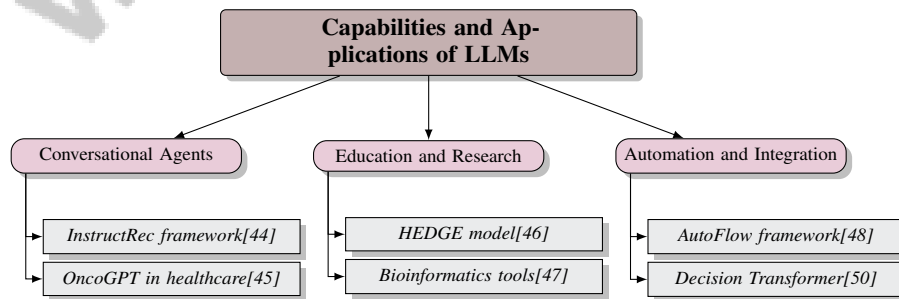 Capabilities and Ap-
plications of LLMs
Conversational Agents
Education and Research
Automation and Integration
InstructRec framework[44]
HEDGE model[46]
AutoFlow framework[48]
OncoGPT in healthcare[45]
Bioinformatics tools[47]
Decision Transformer[50]